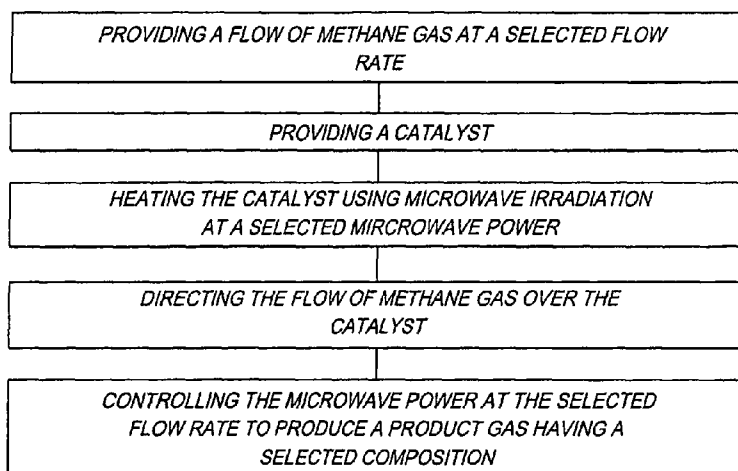 PROVIDING A FLOW OF METHANE GAS AT A SELECTED FLOW
RATE
PROVIDING A CATALYST
HEATING THE CATALYST USING MICROWAVE IRRADIATION
AT A SELECTED MIRCROWAVE POWER
DIRECTING THE FLOW OF METHANE GAS OVER THE
CATALYST
CONTROLLING THE MICROWAVE POWER AT THE SELECTED
FLOW RATE TO PRODUCE A PRODUCT GAS HAVING A
SELECTED COMPOSITION